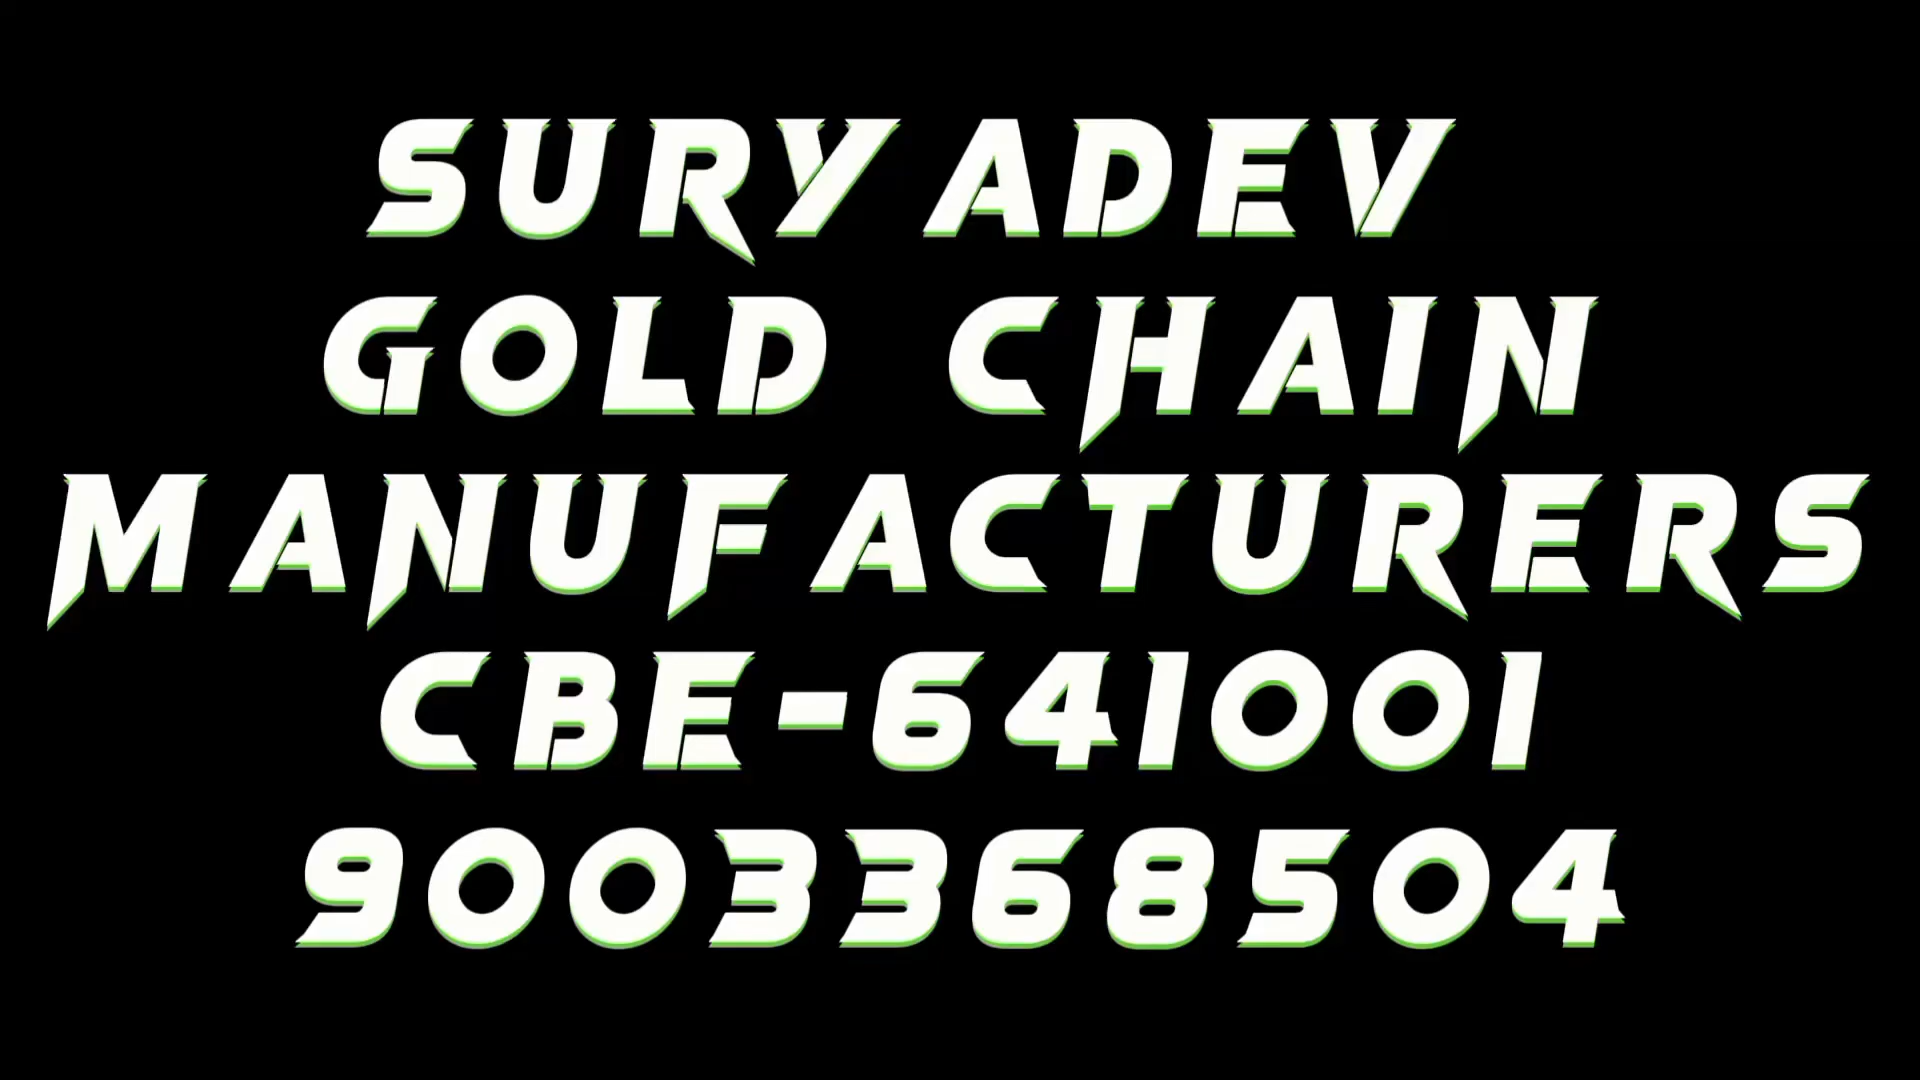 SURYADEV
GOLD CHAIN
MANUFACTURERS
CBE-641001
9003368504